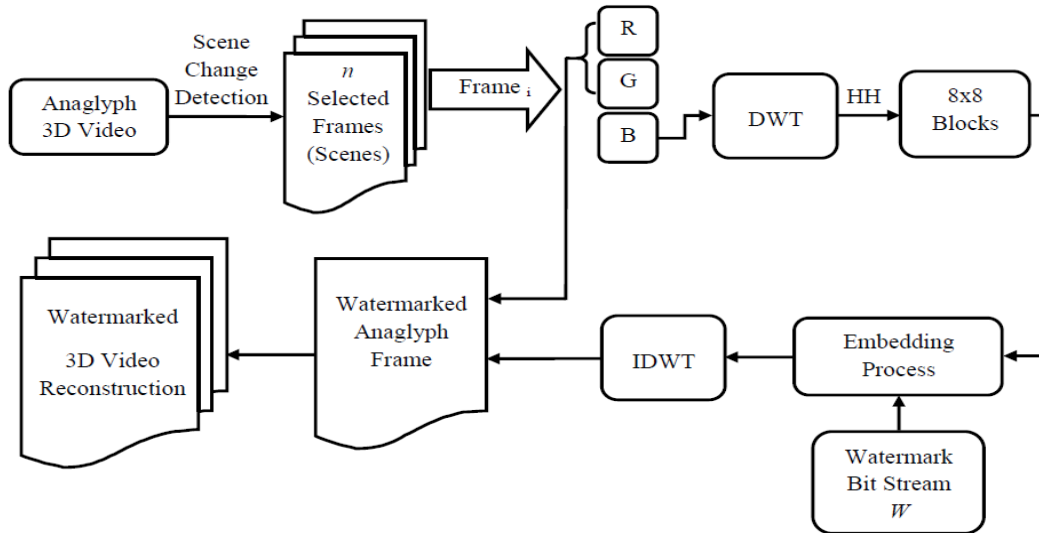 Anaglyph
3D Video
Scene
Change
Detection
n
Selected
Frames
(Scenes)
Frame i
R
G
B
DWT
HH
8x8
Blocks
Watermarked
3D Video
Reconstruction
Watermarked
Anaglyph
Frame
IDWT
Embedding
Process
Watermark
Bit Stream
W